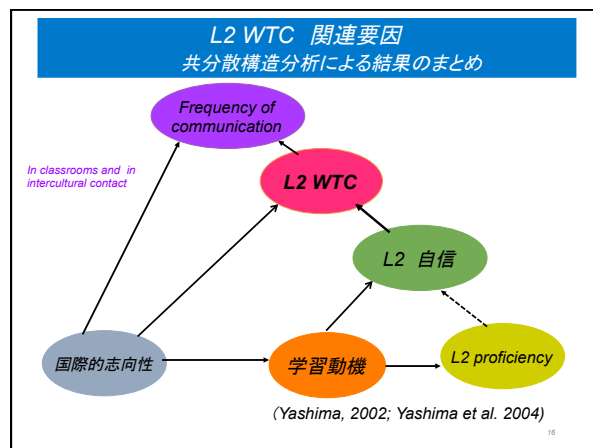 L2 WTC 関連要因
共分散構造分析による結果のまとめ
Frequency of
communication
In classrooms and in
intercultural contact
L2 WTC
L2 自信
国際的志向性
学習動機
L2 proficiency
(Yashima, 2002; Yashima et al. 2004)
16